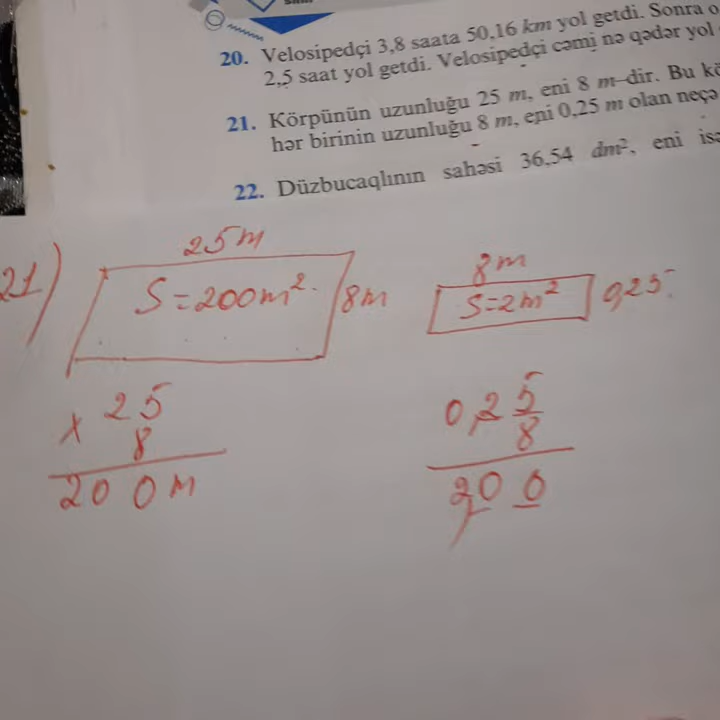 20. Velosipedçi 3,8 saata 50,16 km yol getdi. Sonra
2,5 saat yol getdi. Velosipedçi cəmi nə qədər yol
21. Körpünün uzunluğu 25 m, eni 8 m–dir. Bu
hər birinin uzunluğu 8 m, eni 0,25 m olan neçə
22. Düzbucaqlının sahəsi 36,54 dm², eni isə
21)
25m
S=200m²
8m
8m
S=2m²
0,25
× 25
8
200m
0,25
8
2,00